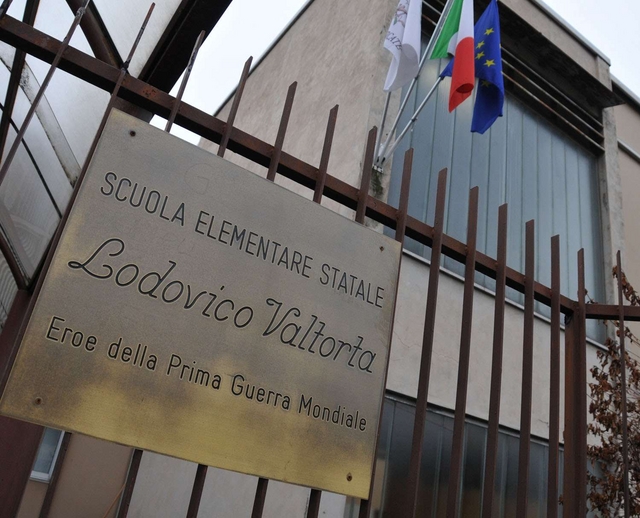 SCUOLA ELEMENTARE STATALE
Lodovico Valtorta
Eroe della Prima Guerra Mondiale